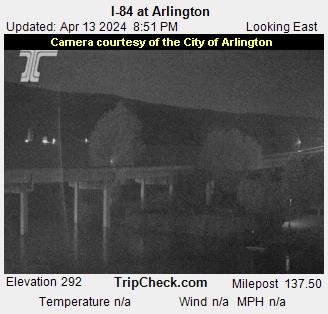 I-84 at Arlington
Updated: Apr 13 2024 8:51 PM Looking East
Camera courtesy of the City of Arlington
Elevation 292 TripCheck.com Milepost 137.50
Temperature n/a Wind n/a MPH n/a